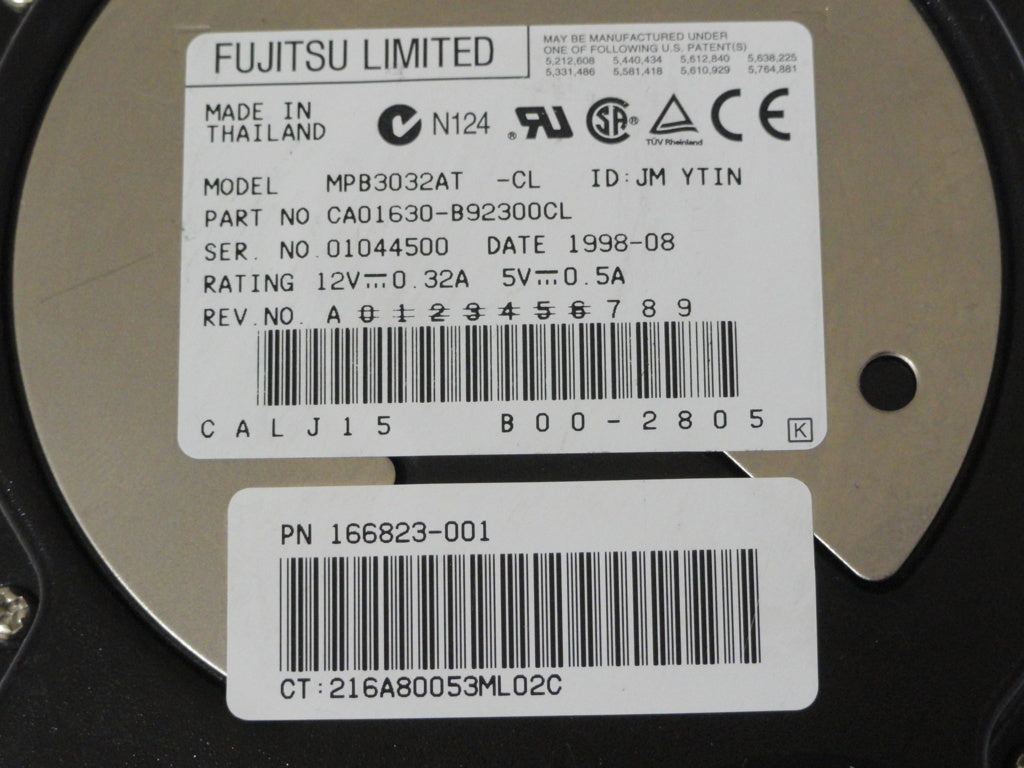 FUJITSU LIMITED
MAY BE MANUFACTURED UNDER
ONE OF FOLLOWING U.S. PATENT(S)
5,212,608 5,440,434 5,612,840 5,638,225
5,331,486 5,581,418 5,610,929 5,764,881
MADE IN
THAILAND
N124
SA
TÜV Rheinland
CE
MODEL MPB3032AT -CL ID:JM YTIN
PART NO CA01630-B92300CL
SER. NO. 01044500 DATE 1998-08
RATING 12V 0.32A 5V 0.5A
REV.NO. A 0 1 2 3 4 5 6 7 8 9
CALJ15 B00-2805 K
PN 166823-001
CT:216A80053ML02C